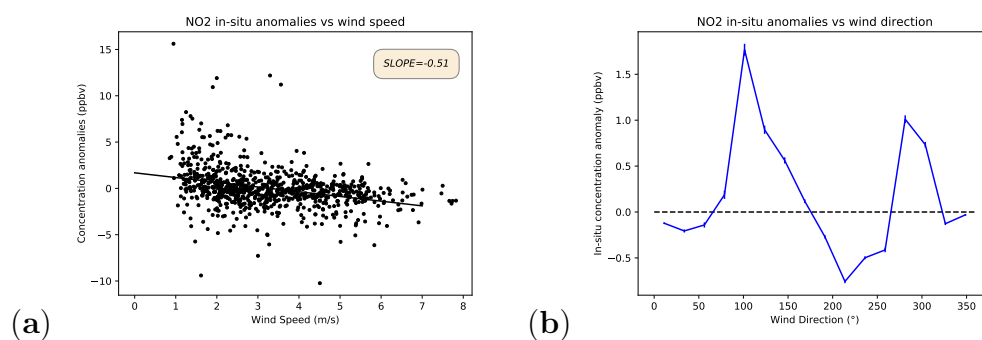 NO2 in-situ anomalies vs wind speed
SLOPE=-0.51
Concentration anomalies (ppbv)
15
10
5
0
−5
−10
0 1 2 3 4 5 6 7 8
Wind Speed (m/s)
(a)
NO2 in-situ anomalies vs wind direction
In-situ concentration anomaly (ppbv)
1.5
1.0
0.5
0.0
−0.5
0 50 100 150 200 250 300 350
Wind Direction (°)
(b)